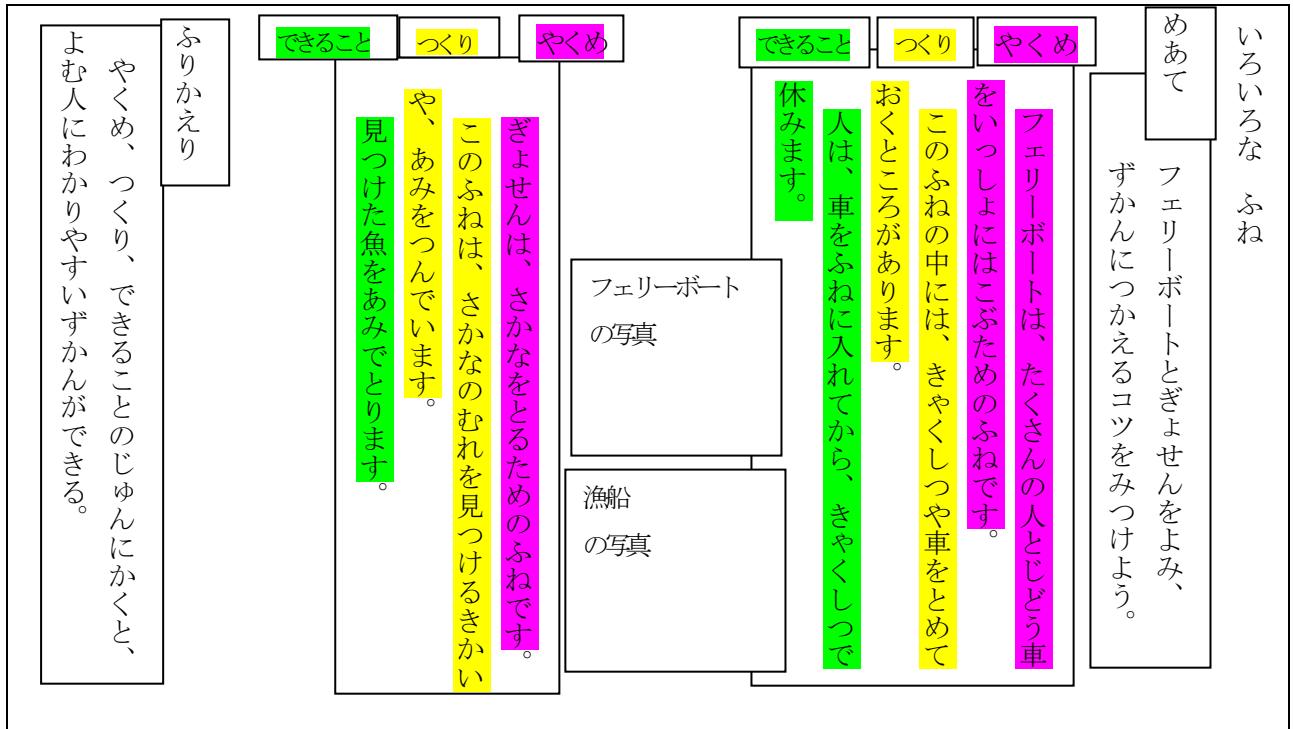 いろいろな　ふね
めあて
フェリーボートとぎょせんをよみ、
ずかんにつかえるコツをみつけよう。
やくめ
つくり
できること
フェリーボートは、たくさんの人とじどう車
をいっしょにはこぶためのふねです。
このふねの中には、きゃくしつや車をとめて
おくところがあります。
人は、車をふねに入れてから、きゃくしつで
休みます。
フェリーボート
の写真
漁船
の写真
やくめ
つくり
できること
ぎょせんは、さかなをとるためのふねです。
このふねは、さかなのむれを見つけるきかい
や、あみをつんでいます。
見つけた魚をあみでとります。
ふりかえり
やくめ、つくり、できることのじゅんにかくと、
よむ人にわかりやすいずかんができる。